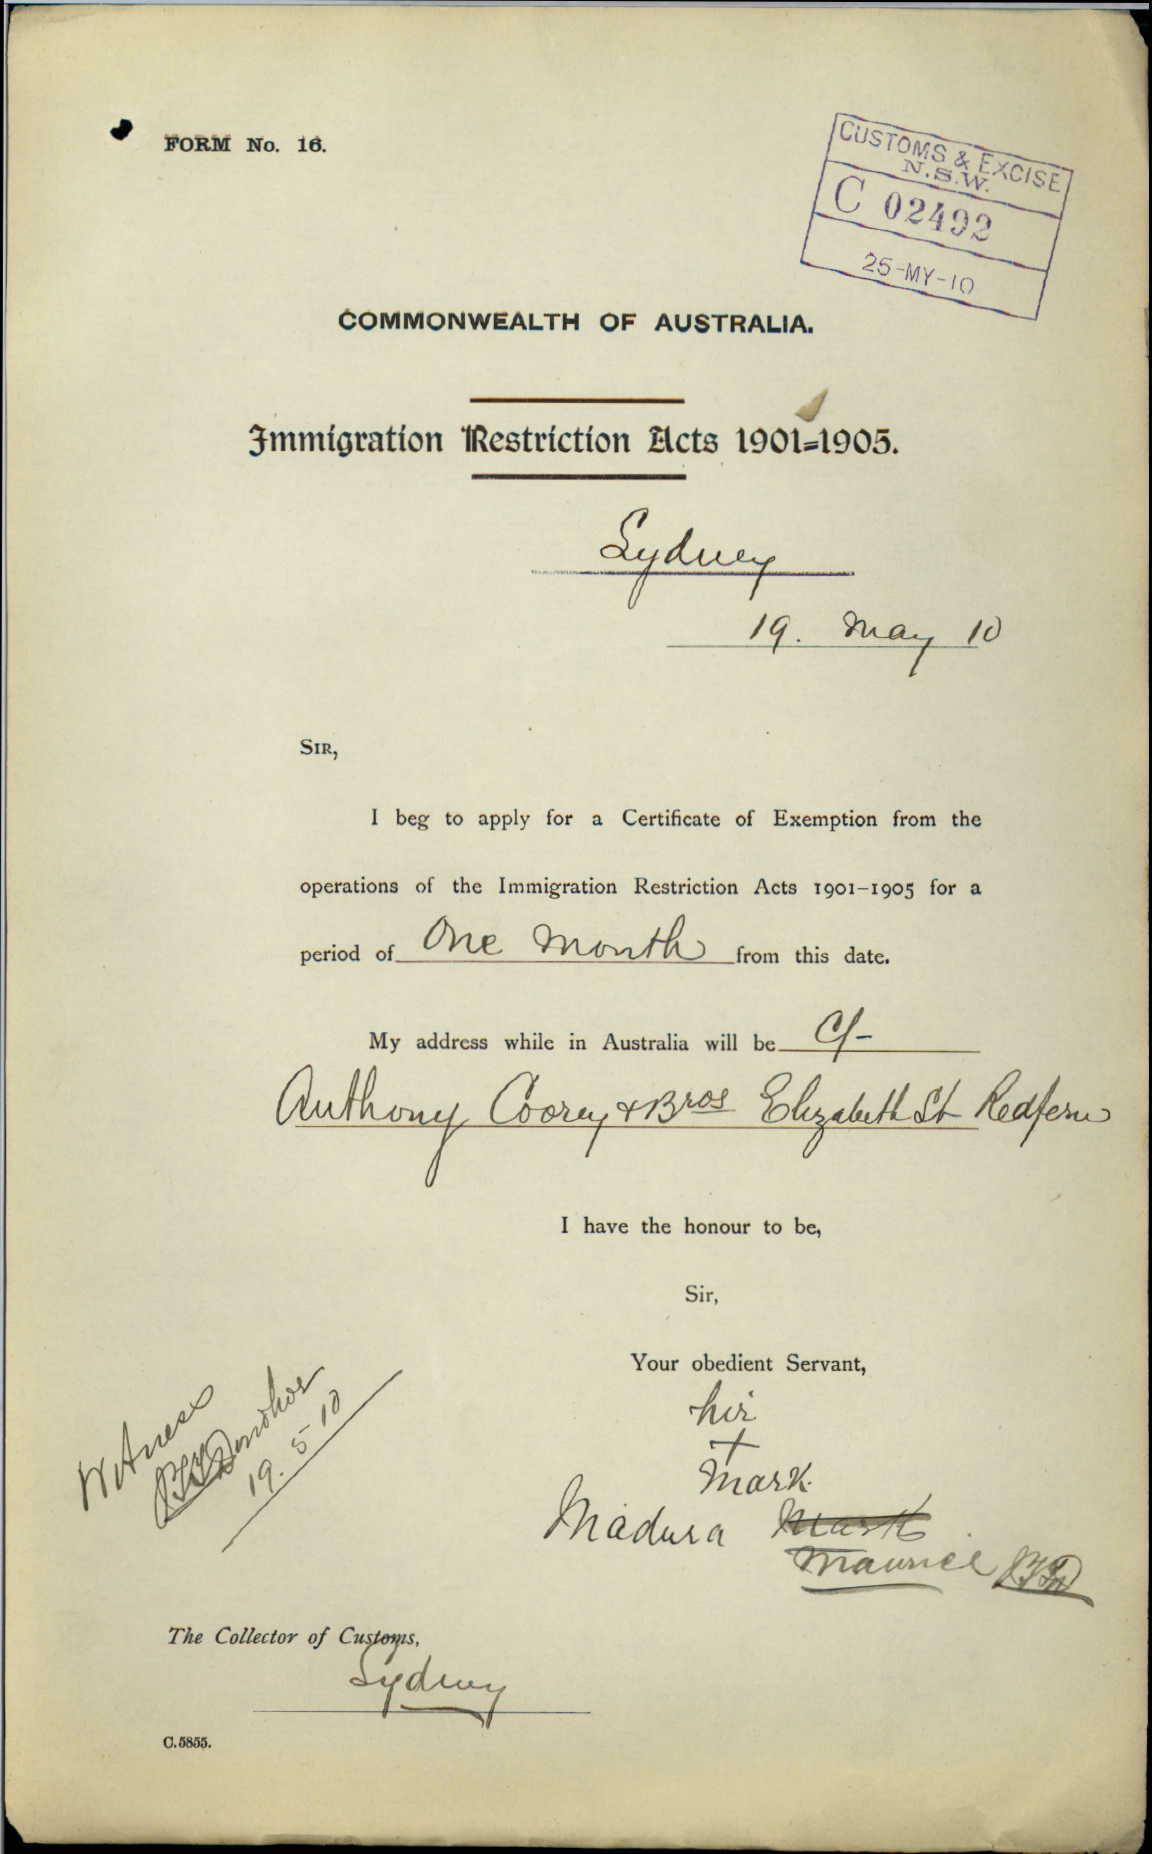 FORM No. 16.
CUSTOMS & EXCISE
N.S.W.
C 02492
25-MY-10
COMMONWEALTH OF AUSTRALIA.
Immigration Restriction Acts 1901-1905.
Sydney
19. May 10
SIR,
I beg to apply for a Certificate of Exemption from the
operations of the Immigration Restriction Acts 1901–1905 for a
period of One Month from this date.
My address while in Australia will be C/-
Anthony Coorey & Bros Elizabeth St Redfern
I have the honour to be,
Sir,
Your obedient Servant,
his
+
Mark
Madura Mark
Maurice
Witness
Donohoe
19.5.10
The Collector of Customs,
Sydney
C.5855.